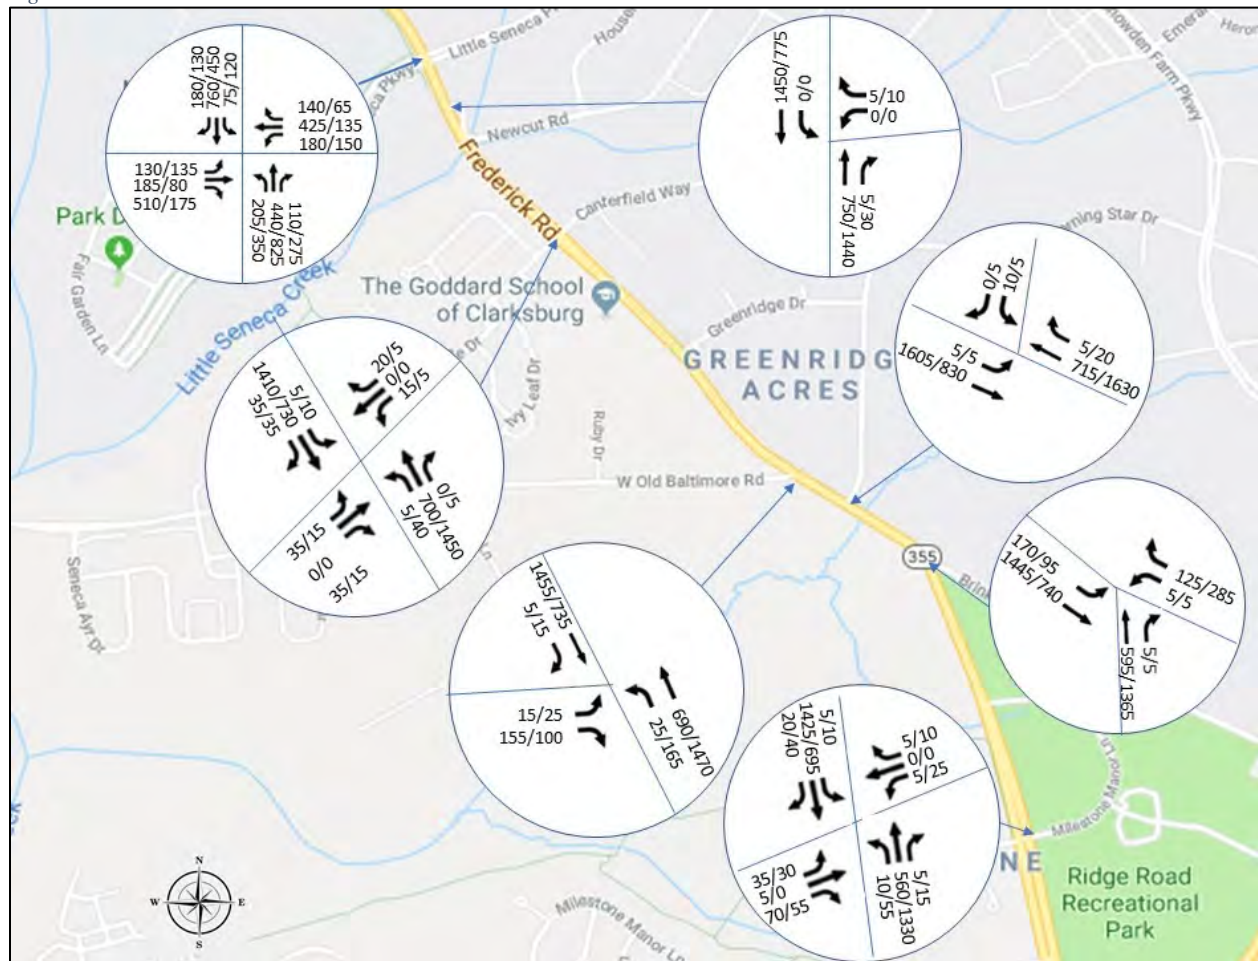 Little Seneca Pkwy
180/130
760/450
75/120
140/65
425/135
180/150
130/135
185/80
510/175
110/275
440/825
205/350
1450/775
0/0
5/10
0/0
5/30
750/1440
Newcut Rd
Frederick Rd
Canterfield Way
Snowden Farm Pkwy
Park
Fair Garden Ln
Little Seneca Creek
The Goddard School
of Clarksburg
Greenridge Dr
Ivy Leaf Dr
GREENRIDG
ACRES
Ruby Dr
W Old Baltimore Rd
0/5
10/5
5/5
1605/830
5/20
715/1630
20/5
0/0
15/5
5/10
1410/730
35/35
35/15
0/0
35/15
0/5
700/1450
5/40
355
Seneca Ayr Dr
170/95
1445/740
125/285
5/5
5/5
595/1365
1455/735
5/15
15/25
155/100
690/1470
25/165
5/10
1425/695
20/40
5/10
0/0
5/25
35/30
5/0
70/55
5/15
560/1330
10/55
Milestone Manor Ln
NE
Ridge Road
Recreational
Park
Milestone Manor Ln
N
W
E
S